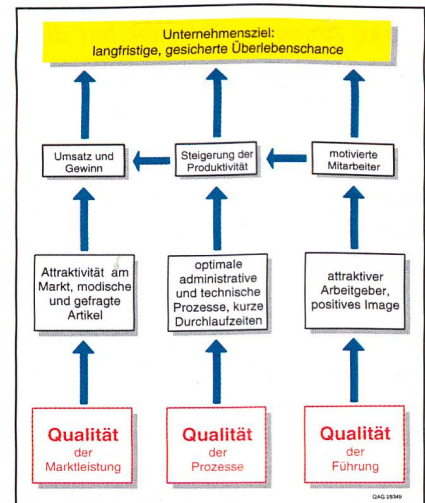 Unternehmensziel:
langfristige, gesicherte Überlebenschance
Umsatz und
Gewinn
Steigerung der
Produktivität
motivierte
Mitarbeiter
Attraktivität am
Markt, modische
und gefragte
Artikel
optimale
administrative
und technische
Prozesse, kurze
Durchlaufzeiten
attraktiver
Arbeitgeber,
positives Image
Qualität
der
Marktleistung
Qualität
der
Prozesse
Qualität
der
Führung
QAG 28349